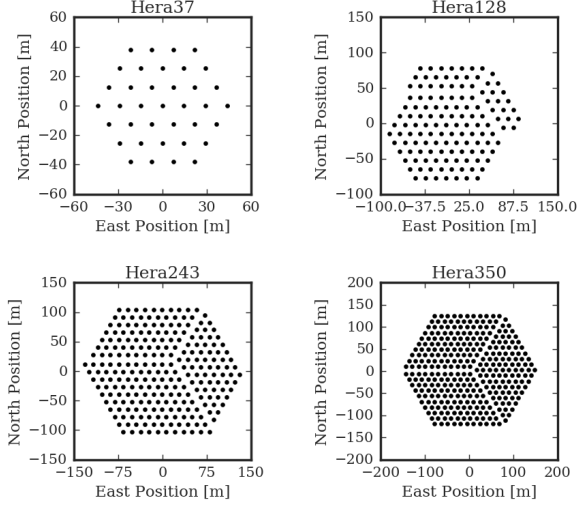 Hera37
60
40
20
0
−20
−40
−60
−60 −30 0 30 60
North Position [m]
East Position [m]
Hera128
150
100
50
0
−50
−100
−100.0 −37.5 25.0 87.5 150.0
North Position [m]
East Position [m]
Hera243
150
100
50
0
−50
−100
−150
−150 −75 0 75 150
North Position [m]
East Position [m]
Hera350
200
150
100
50
0
−50
−100
−150
−200
−200 −100 0 100 200
North Position [m]
East Position [m]